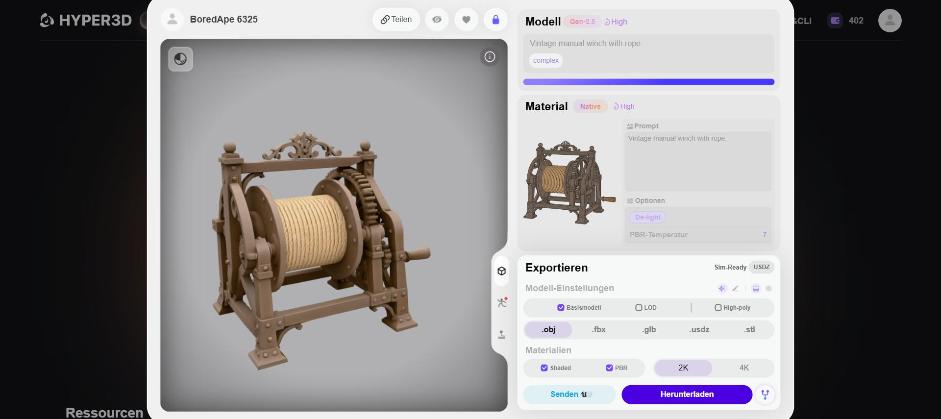 HYPER3D
BoredApe 6325
Teilen
Modell
Gen-2.5
High
&CLI
402
Vintage manual winch with rope
complex
Material
Native
High
Prompt
Vintage manual winch with rope
Optionen
De-light
PBR-Temperatur
7
Exportieren
Sim-Ready
USDZ
Modell-Einstellungen
Basismodell
LOD
High-poly
.obj
.fbx
.glb
.usdz
.stl
Materialien
Shaded
PBR
2K
4K
Senden
Herunterladen
Ressourcen